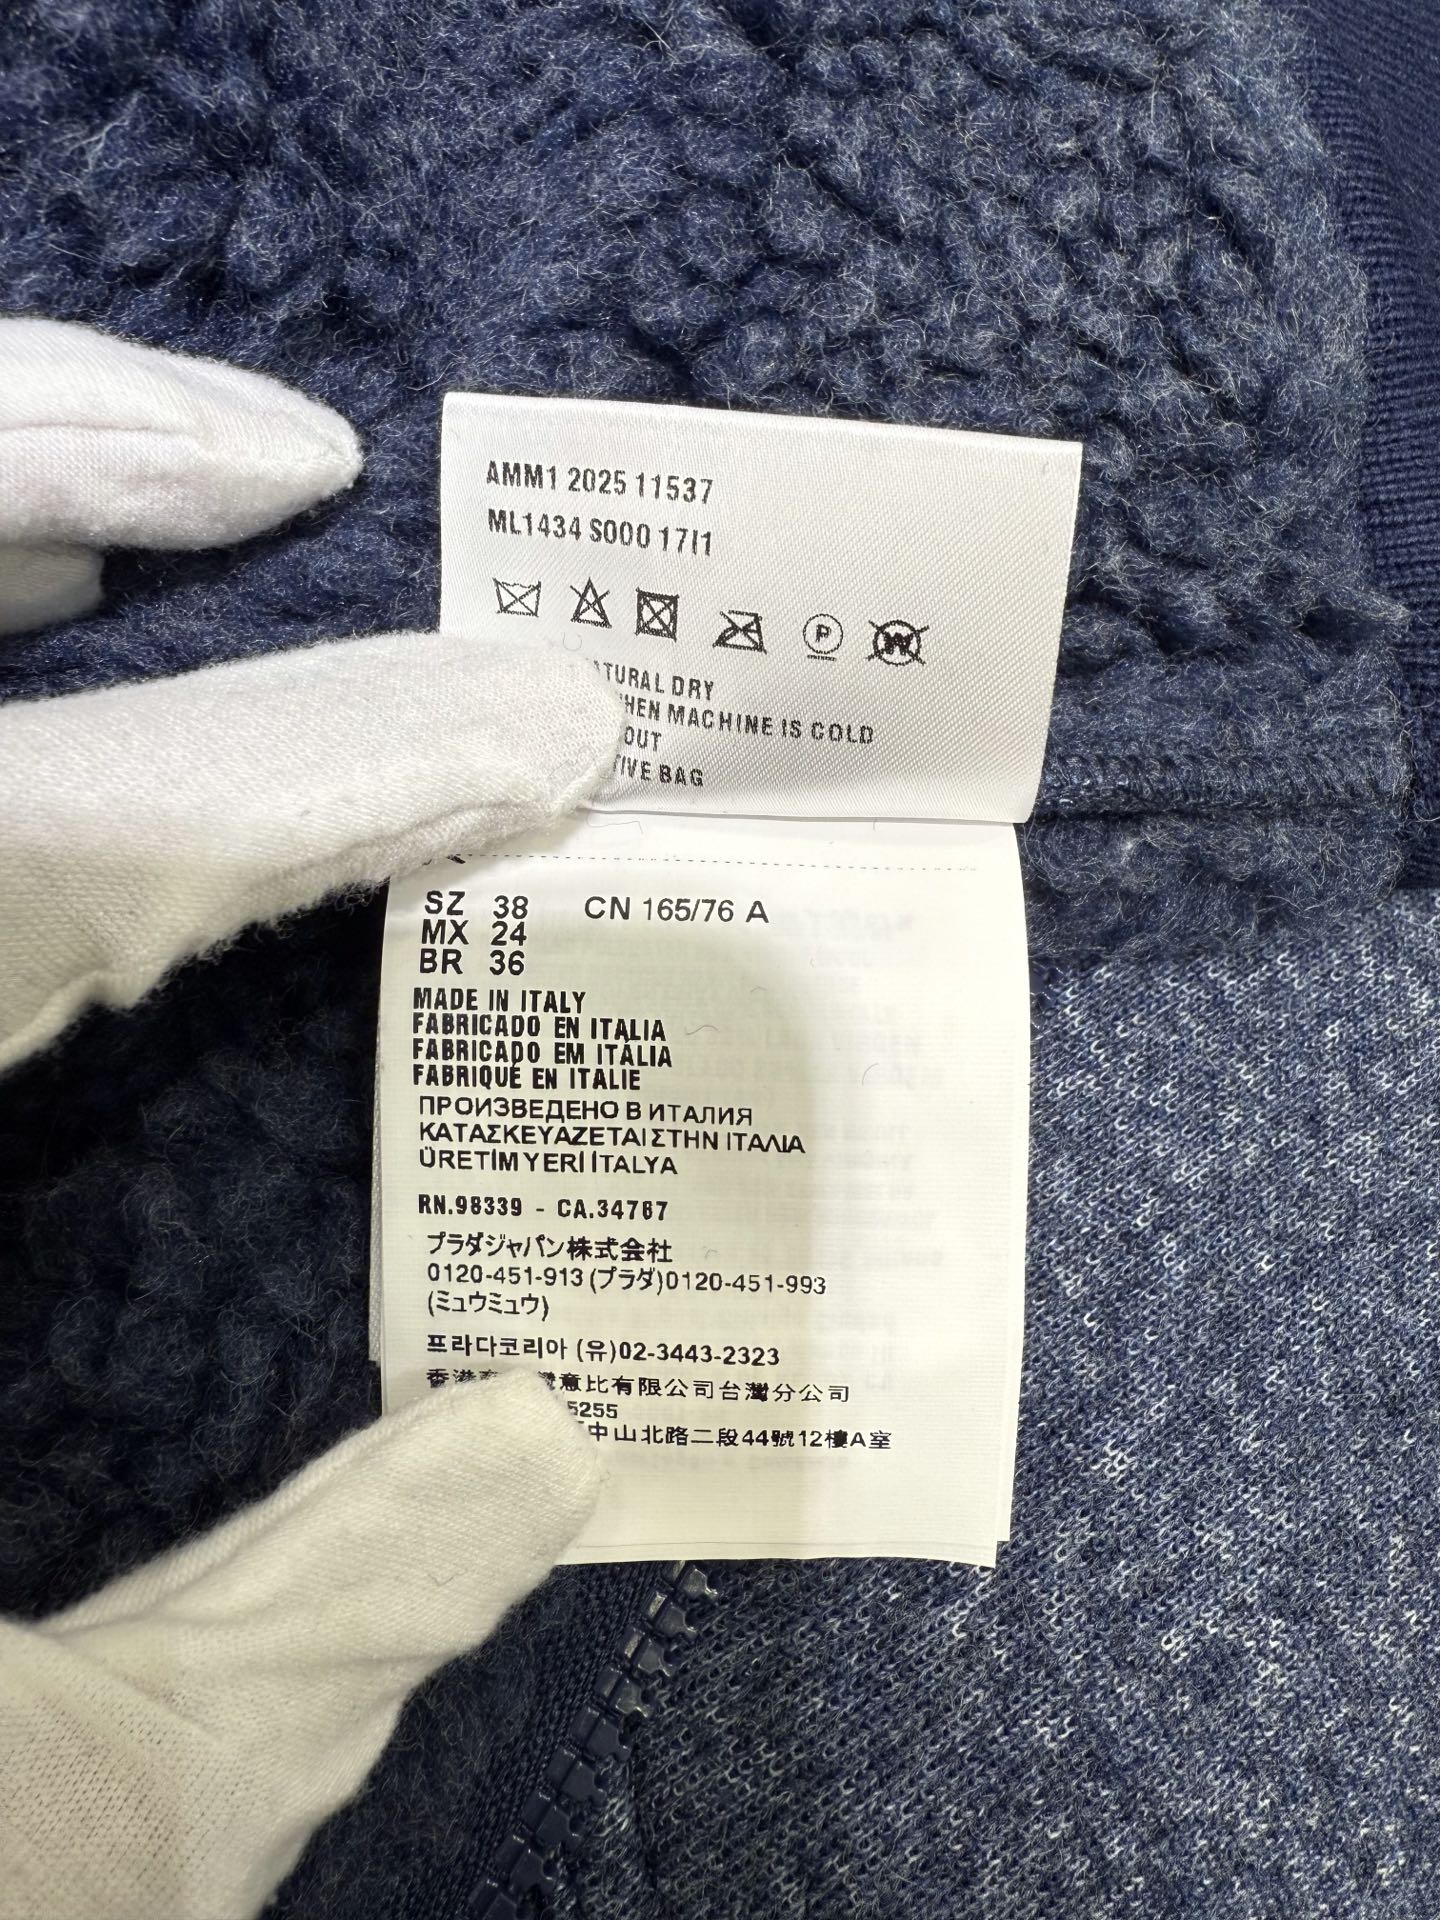 AMM1 2025 11537
ML1434 S000 17I1
P
W
DRY
MACHINE IS COLD
BAG
SZ 38 CN 165/76 A
MX 24
BR 36
MADE IN ITALY
FABRICADO EN ITALIA
FABRICADO EM ITÁLIA
FABRIQUÉ EN ITALIE
ПРОИЗВЕДЕНО В ИТАЛИЯ
ΚΑΤΑΣΚΕΥΑΖΕΤΑΙ ΣΤΗΝ ΙΤΑΛΙΑ
ÜRETİM YERİ İTALYA
RN.98339 - CA.34767
プラダジャパン株式会社
0120-451-913 (プラダ)0120-451-993
(ミュウミュウ)
프라다코리아 (유)02-3443-2323
香港商 意比有限公司台灣分公司
5255
中山北路二段44號12樓A室